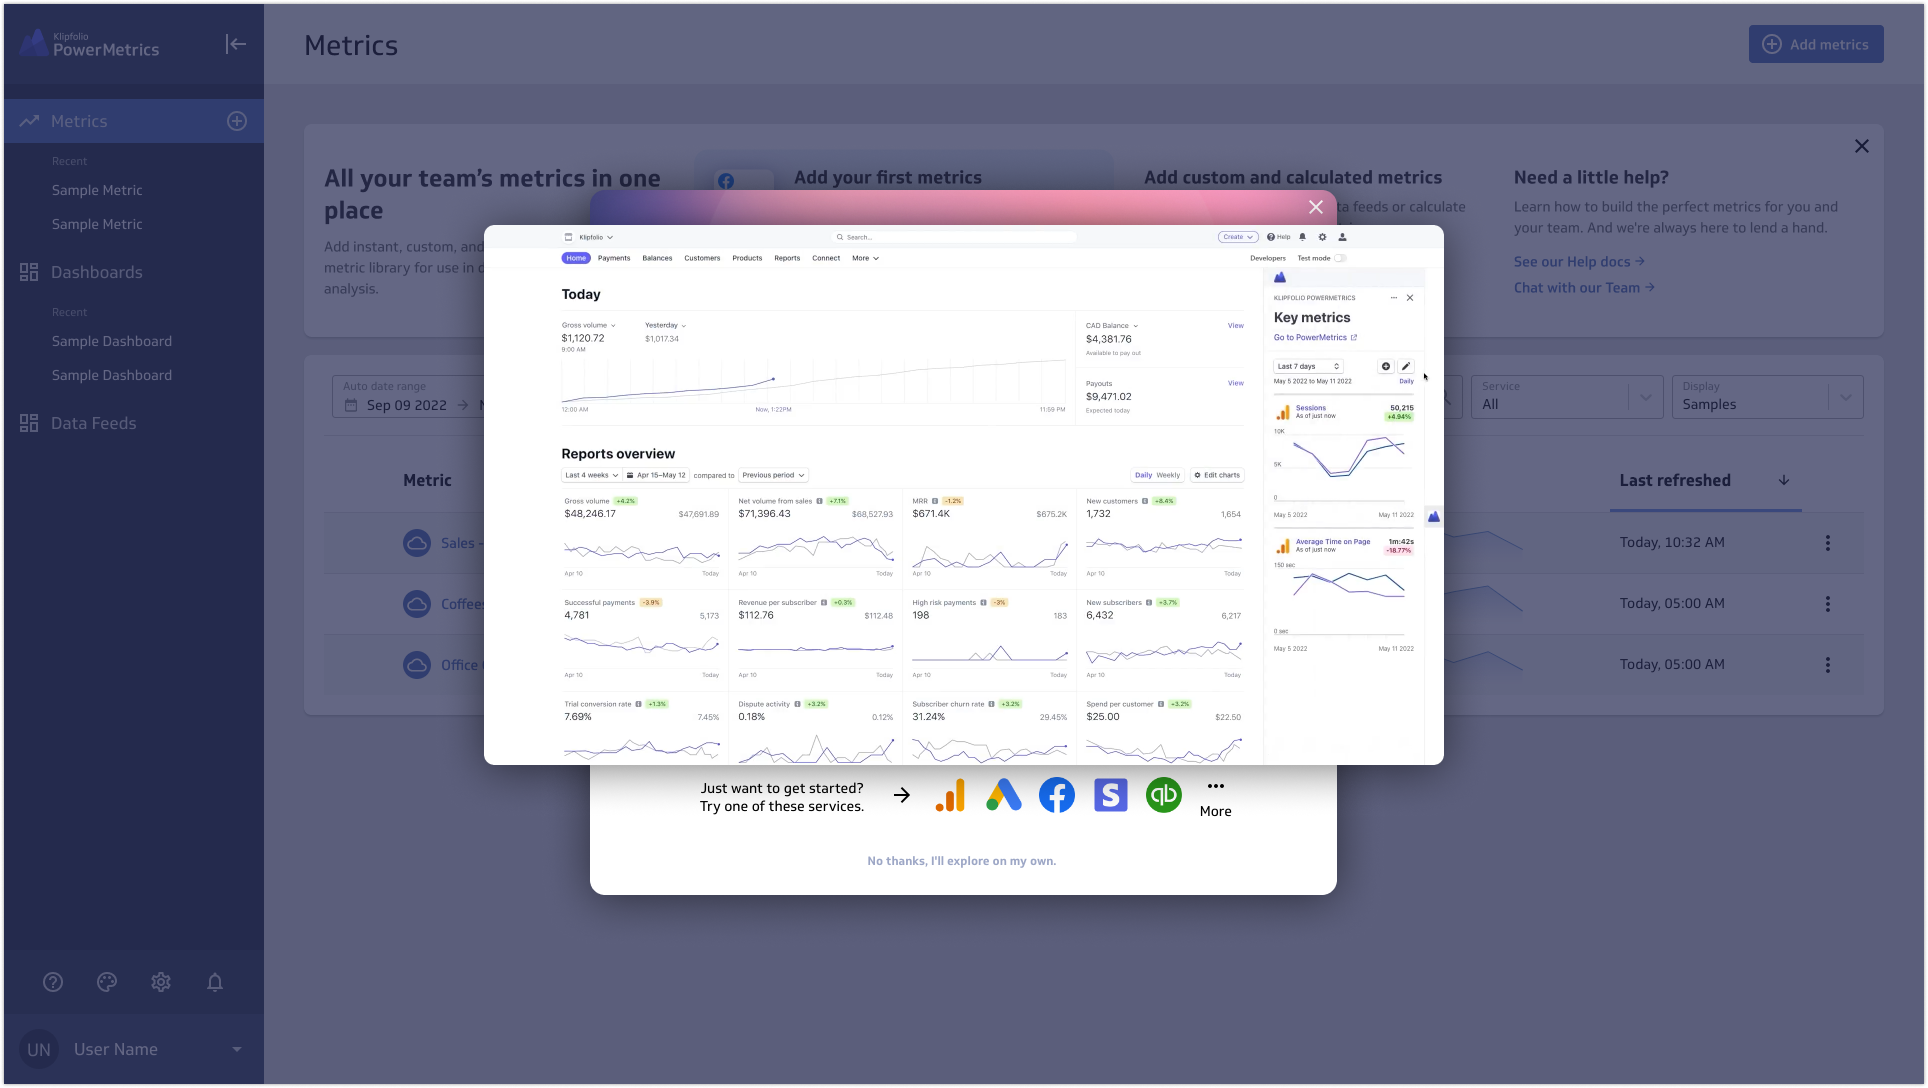 Klipfolio
PowerMetrics
Metrics
Recent
Sample Metric
Sample Metric
Dashboards
Recent
Sample Dashboard
Sample Dashboard
Data Feeds
UN User Name
Metrics
Add metrics
All your team's metrics in one
place
Add instant, custom, and
metric library for use in
analysis.
Add your first metrics
Add custom and calculated metrics
feeds or calculate
Need a little help?
Learn how to build the perfect metrics for you and
your team. And we're always here to lend a hand.
See our Help docs →
Chat with our Team →
Auto date range
Sep 09 2022 →
Service
All
Display
Samples
Metric
Last refreshed
Sales -
Today, 10:32 AM
Today, 05:00 AM
Office
Today, 05:00 AM
Klipfolio
Search...
Create
Help
Home Payments Balances Customers Products Reports Connect More
Developers Test mode
Today
Gross volume
$1,120.72
9:00 AM
Yesterday
$1,017.34
12:00 AM
Now, 1:22PM
11:59 PM
CAD Balance
View
$4,381.76
Available to pay out
Payouts
View
$9,471.02
Expected today
Reports overview
Last 4 weeks Apr 15–May 12 compared to Previous period
Daily Weekly Edit charts
Gross volume +4.2%
$48,246.17 $47,691.89
Apr 10 Today
Net volume from sales +7.1%
$71,396.43 $68,527.93
Apr 10 Today
MRR -1.2%
$671.4K $675.2K
Apr 10 Today
New customers +8.4%
1,732 1,654
Apr 10 Today
Successful payments -3.9%
4,781 5,173
Apr 10 Today
Revenue per subscriber +0.3%
$112.76 $112.48
Apr 10 Today
High risk payments -3%
198 183
Apr 10 Today
New subscribers +3.7%
6,432 6,217
Apr 10 Today
Trial conversion rate +1.3%
7.69% 7.45%
Dispute activity +3.2%
0.18% 0.12%
Subscriber churn rate +3.2%
31.24% 29.45%
Spend per customer +3.2%
$25.00 $22.50
KLIPFOLIO POWERMETRICS
Key metrics
Go to PowerMetrics
Last 7 days
May 5 2022 to May 11 2022 Daily
Sessions 50,215
As of just now +4.94%
10K
5K
0
May 5 2022 May 11 2022
Average Time on Page 1m:42s
As of just now -18.77%
150 sec
0 sec
May 5 2022 May 11 2022
Just want to get started?
Try one of these services.
S
qb
More
No thanks, I'll explore on my own.